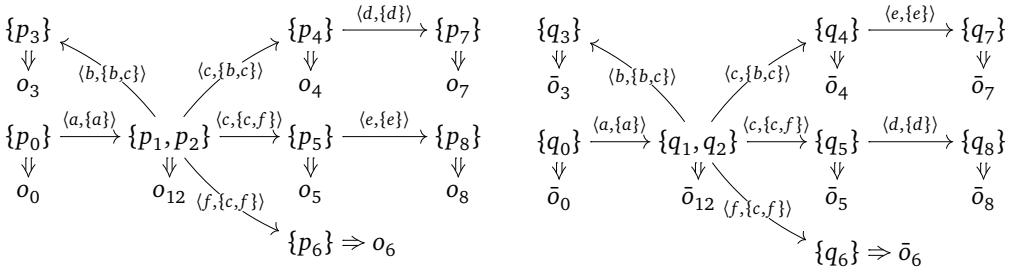 ⟨d,{d}⟩ ⟨e,{e}⟩
{p₃} {p₄} {p₇} {q₃} {q₄} {q₇}
⟨b,{b,c}⟩ ⟨c,{b,c}⟩ ⟨b,{b,c}⟩ ⟨c,{b,c}⟩
o₃ o₄ o₇ ō₃ ō₄ ō₇
⟨a,{a}⟩ ⟨c,{c,f}⟩ ⟨e,{e}⟩ ⟨a,{a}⟩ ⟨c,{c,f}⟩ ⟨d,{d}⟩
{p₀} {p₁, p₂} {p₅} {p₈} {q₀} {q₁, q₂} {q₅} {q₈}
o₀ o₁₂ o₅ o₈ ō₀ ō₁₂ ō₅ ō₈
⟨f,{c,f}⟩ ⟨f,{c,f}⟩
{p₆} ⇒ o₆ {q₆} ⇒ ō₆